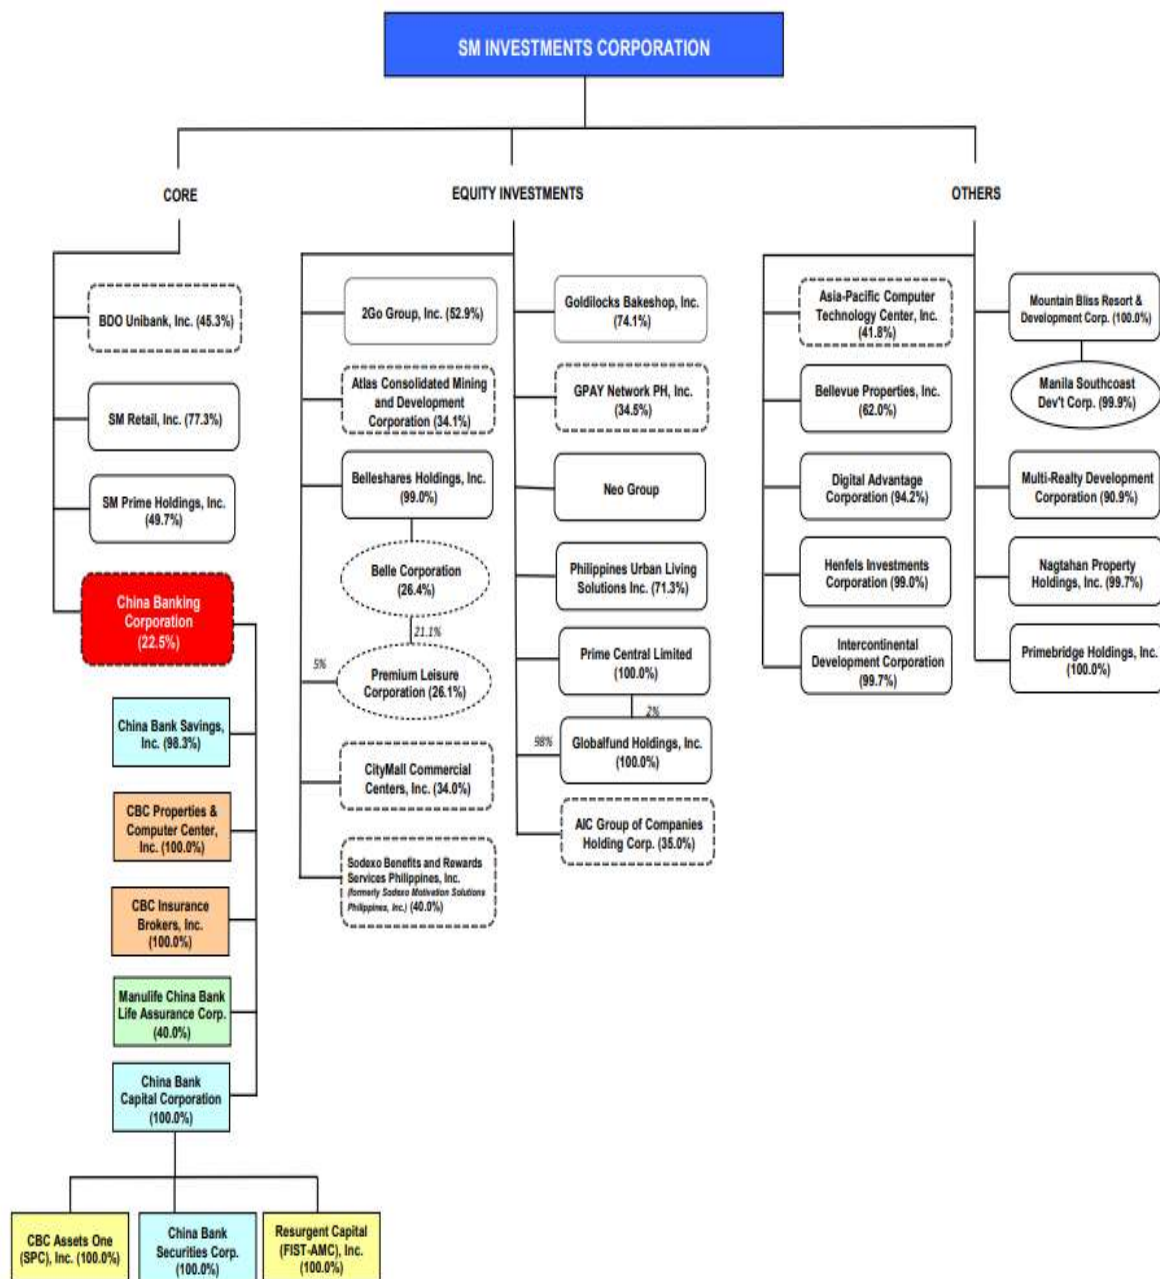 SM INVESTMENTS CORPORATION
CORE
EQUITY INVESTMENTS
OTHERS
BDO Unibank, Inc. (45.3%)
SM Retail, Inc. (77.3%)
SM Prime Holdings, Inc.
(49.7%)
China Banking
Corporation
(22.5%)
China Bank Savings,
Inc. (98.3%)
CBC Properties &
Computer Center,
Inc. (100.0%)
CBC Insurance
Brokers, Inc.
(100.0%)
Manulife China Bank
Life Assurance Corp.
(40.0%)
China Bank
Capital Corporation
(100.0%)
CBC Assets One
(SPC), Inc. (100.0%)
China Bank
Securities Corp.
(100.0%)
Resurgent Capital
(FIST-AMC), Inc.
(100.0%)
2Go Group, Inc. (52.9%)
Atlas Consolidated Mining
and Development
Corporation (34.1%)
Belleshares Holdings, Inc.
(99.0%)
Belle Corporation
(26.4%)
21.1%
5%
Premium Leisure
Corporation (26.1%)
CityMall Commercial
Centers, Inc. (34.0%)
Sodexo Benefits and Rewards
Services Philippines, Inc.
(formerly Sodexo Motivation Solutions
Philippines, Inc.) (40.0%)
Goldilocks Bakeshop, Inc.
(74.1%)
GPAY Network PH, Inc.
(34.5%)
Neo Group
Philippines Urban Living
Solutions Inc. (71.3%)
Prime Central Limited
(100.0%)
2%
98%
Globalfund Holdings, Inc.
(100.0%)
AIC Group of Companies
Holding Corp. (35.0%)
Asia-Pacific Computer
Technology Center, Inc.
(41.8%)
Bellevue Properties, Inc.
(62.0%)
Digital Advantage
Corporation (94.2%)
Henfels Investments
Corporation (99.0%)
Intercontinental
Development Corporation
(99.7%)
Mountain Bliss Resort &
Development Corp. (100.0%)
Manila Southcoast
Dev't Corp. (99.9%)
Multi-Realty Development
Corporation (90.9%)
Nagtahan Property
Holdings, Inc. (99.7%)
Primebridge Holdings, Inc.
(100.0%)